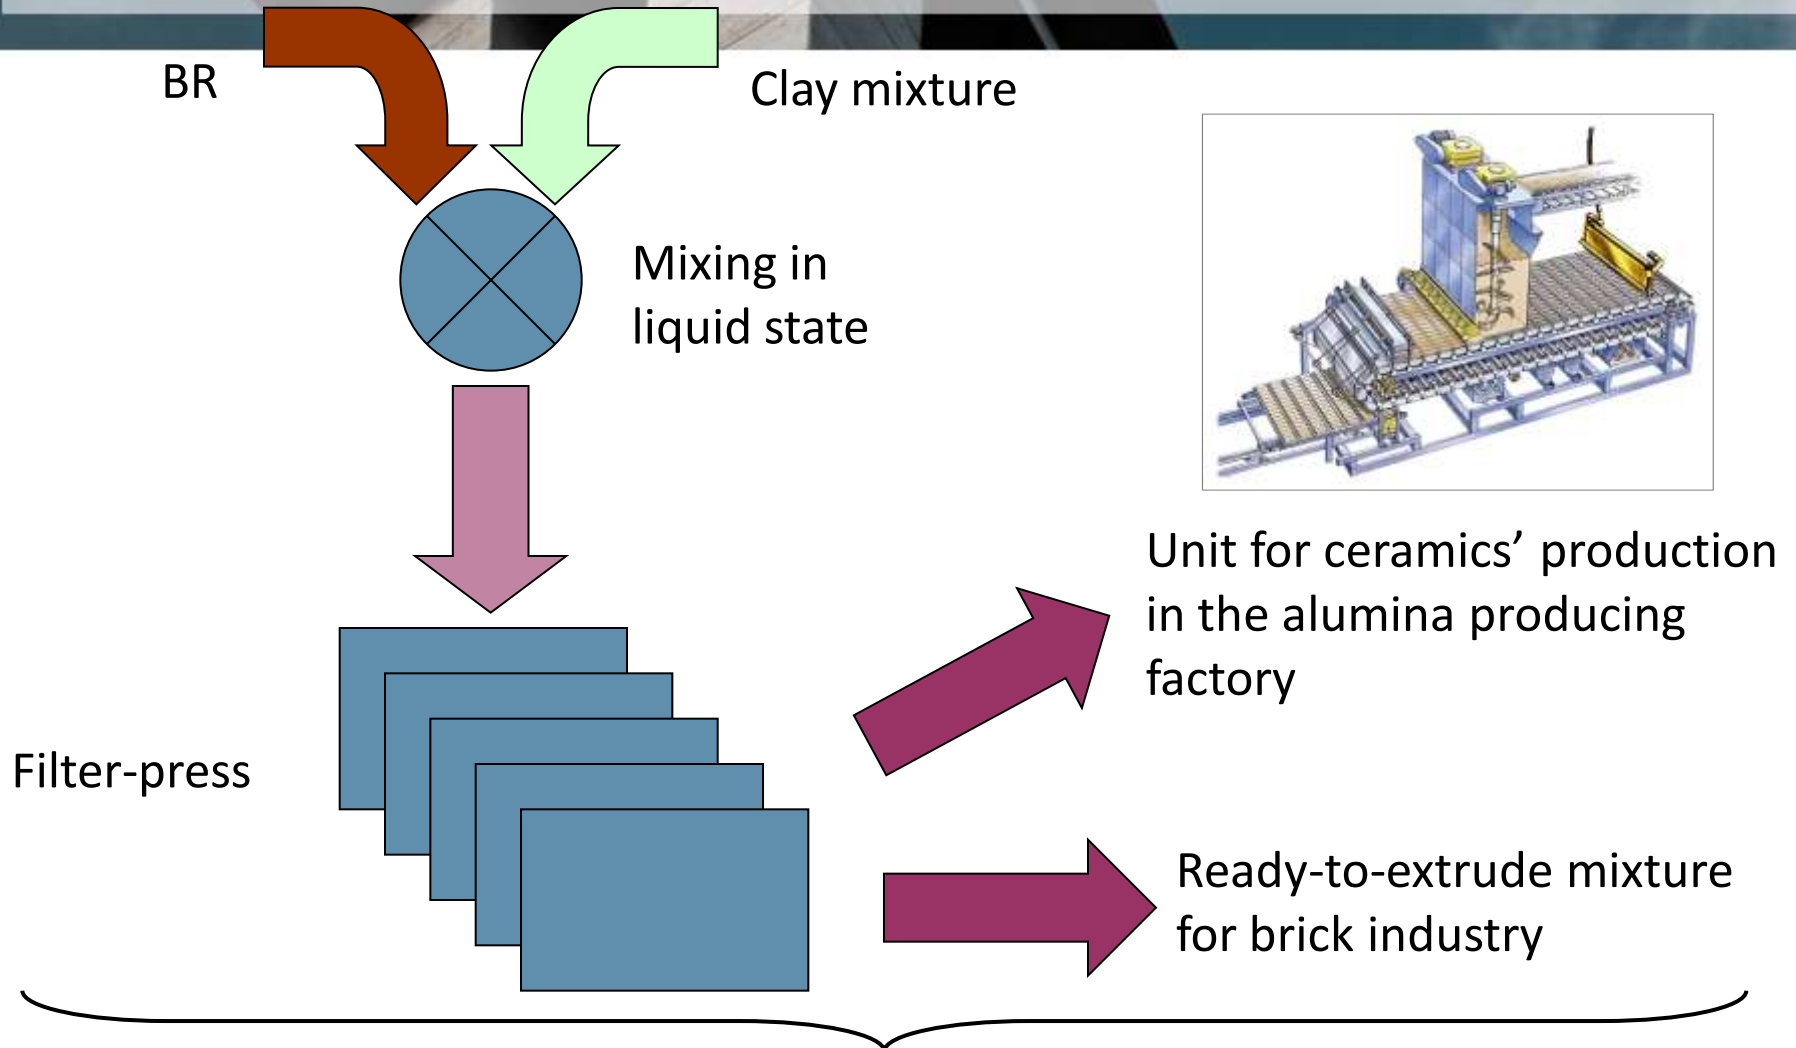 BR
Clay mixture
Mixing in
liquid state
Unit for ceramics’ production
in the alumina producing
factory
Filter-press
Ready-to-extrude mixture
for brick industry